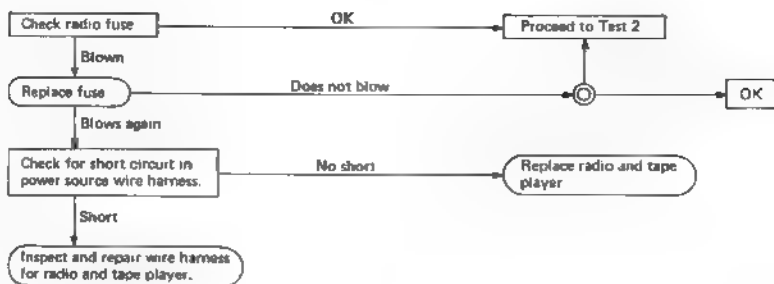 Check radio fuse
OK
Proceed to Test 2
Blown
Replace fuse
Does not blow
OK
Blows again
Check for short circuit in
power source wire harness.
No short
Replace radio and tape
player
Short
Inspect and repair wire harness
for radio and tape player.